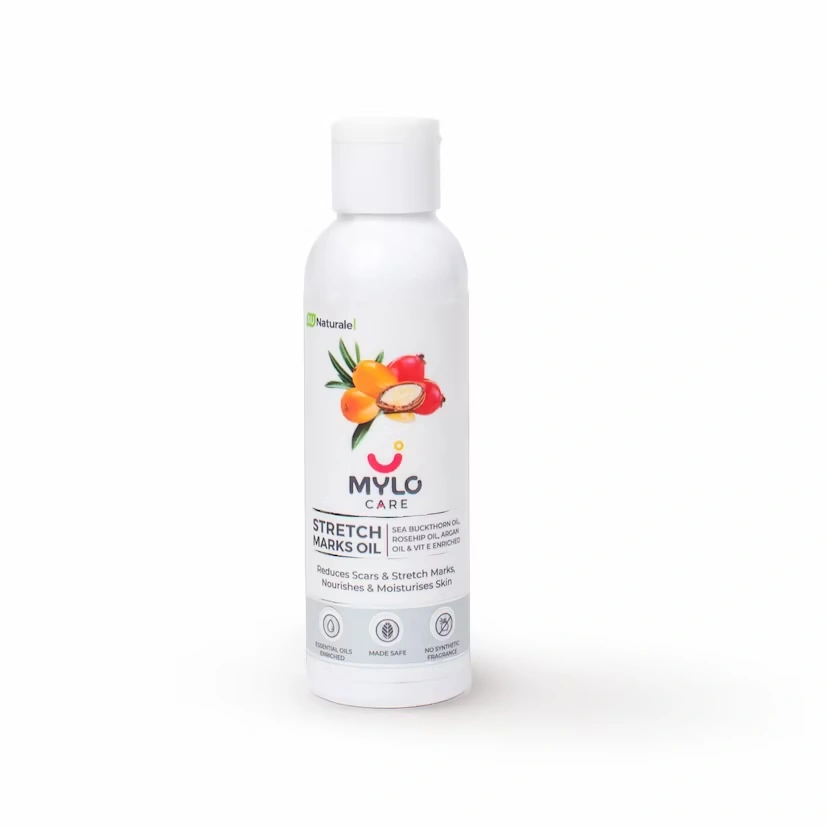 AU Naturale
MYLO
CARE
STRETCH
MARKS OIL
SEA BUCKTHORN OIL,
ROSEHIP OIL, ARGAN
OIL & VIT E ENRICHED
Reduces Scars & Stretch Marks,
Nourishes & Moisturises Skin
ESSENTIAL OILS
ENRICHED
MADE SAFE
NO SYNTHETIC
FRAGRANCE